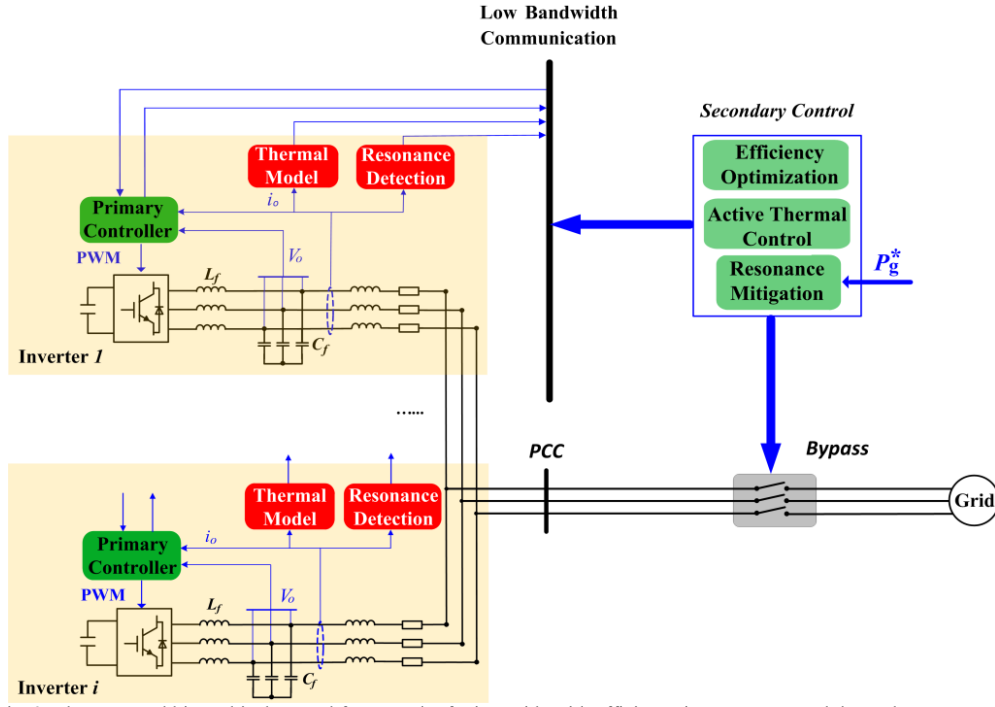 Low Bandwidth
Communication
Secondary Control
Efficiency
Optimization
Active Thermal
Control
Resonance
Mitigation
P*g
Thermal
Model
Resonance
Detection
io
Primary
Controller
PWM
Vo
Lf
Cf
Inverter 1
......
PCC
Bypass
Grid
Thermal
Model
Resonance
Detection
io
Primary
Controller
PWM
Vo
Lf
Cf
Inverter i